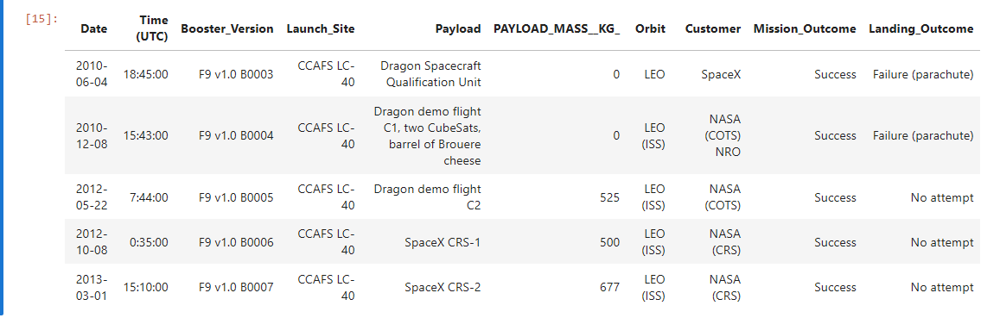 [15]:
Date Time (UTC) Booster_Version Launch_Site Payload PAYLOAD_MASS__KG_ Orbit Customer Mission_Outcome Landing_Outcome
2010-06-04 18:45:00 F9 v1.0 B0003 CCAFS LC-40 Dragon Spacecraft Qualification Unit 0 LEO SpaceX Success Failure (parachute)
2010-12-08 15:43:00 F9 v1.0 B0004 CCAFS LC-40 Dragon demo flight C1, two CubeSats, barrel of Brouere cheese 0 LEO (ISS) NASA (COTS) NRO Success Failure (parachute)
2012-05-22 7:44:00 F9 v1.0 B0005 CCAFS LC-40 Dragon demo flight C2 525 LEO (ISS) NASA (COTS) Success No attempt
2012-10-08 0:35:00 F9 v1.0 B0006 CCAFS LC-40 SpaceX CRS-1 500 LEO (ISS) NASA (CRS) Success No attempt
2013-03-01 15:10:00 F9 v1.0 B0007 CCAFS LC-40 SpaceX CRS-2 677 LEO (ISS) NASA (CRS) Success No attempt